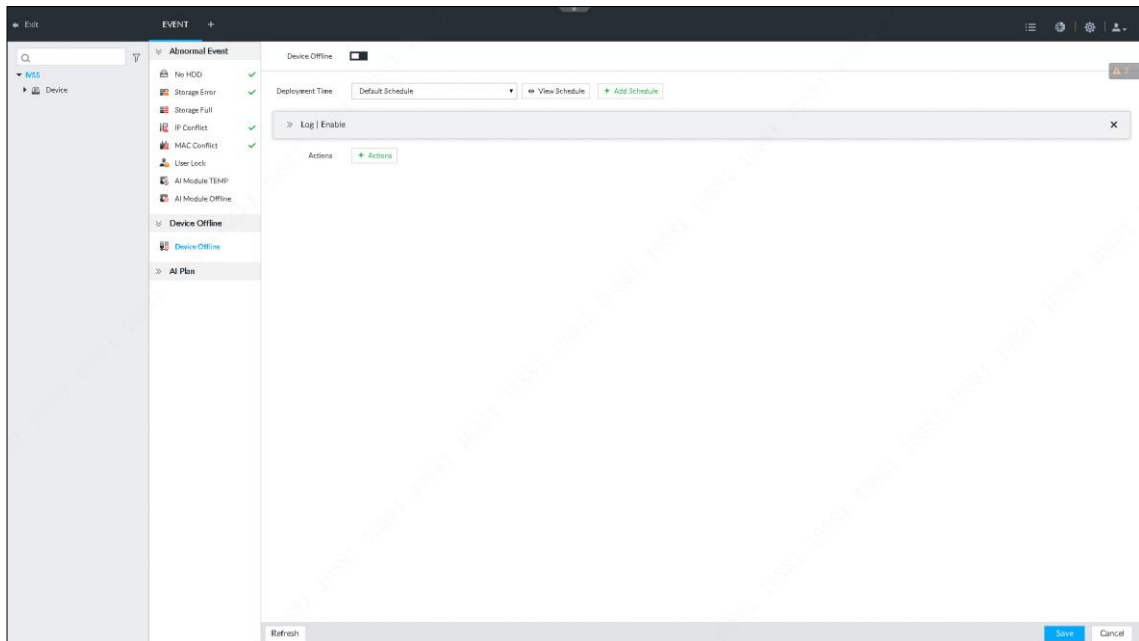 Exit
EVENT +
IVSS
Device
Abnormal Event
No HDD
Storage Error
Storage Full
IP Conflict
MAC Conflict
User Lock
AI Module TEMP
AI Module Offline
Device Offline
Device Offline
AI Plan
Device Offline
Deployment Time Default Schedule View Schedule + Add Schedule
Log | Enable
Actions + Actions
Refresh Save Cancel